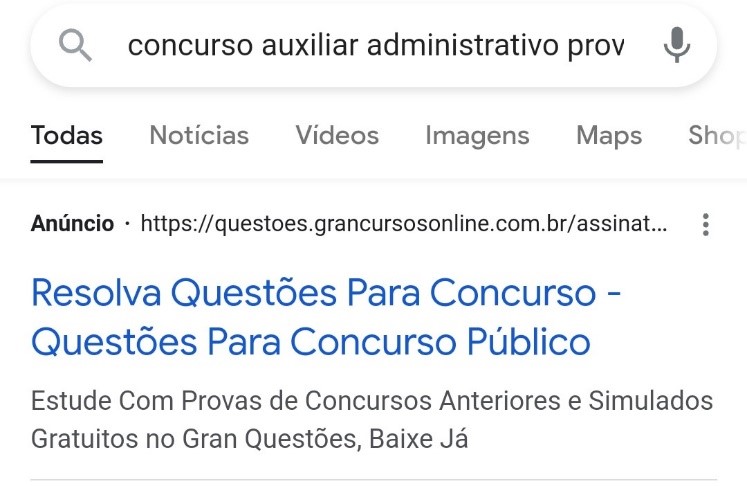 concurso auxiliar administrativo prov
Todas Notícias Vídeos Imagens Maps Shop
Anúncio · https://questoes.grancursosonline.com.br/assinat...
Resolva Questões Para Concurso -
Questões Para Concurso Público
Estude Com Provas de Concursos Anteriores e Simulados
Gratuitos no Gran Questões, Baixe Já